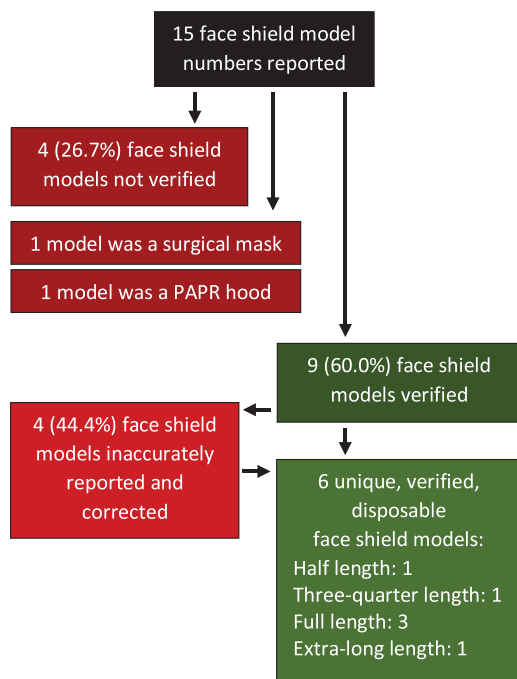 15 face shield model
numbers reported
4 (26.7%) face shield
models not verified
1 model was a surgical mask
1 model was a PAPR hood
9 (60.0%) face shield
models verified
4 (44.4%) face shield
models inaccurately
reported and
corrected
6 unique, verified,
disposable
face shield models:
Half length: 1
Three-quarter length: 1
Full length: 3
Extra-long length: 1